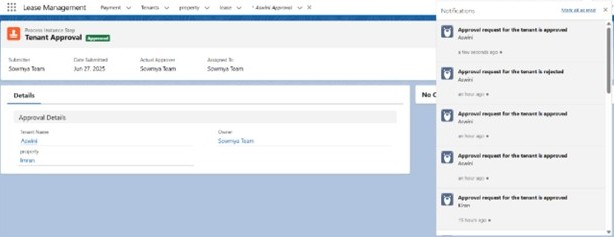 Lease Management
Payment
Tenants
property
lease
* Aswini Approval
Notifications
Mark all as read
Process Instance Step
Tenant Approval
Approved
Submitter
Date Submitted
Actual Approver
Assigned To
Sowmya Team
Jun 27, 2025
Sowmya Team
Sowmya Team
Details
Approval Details
Tenant Name
Aswini
Owner
Sowmya Team
property
Imran
No C
Approval request for the tenant is approved
Aswini
a few seconds ago
Approval request for the tenant is rejected
Aswini
an hour ago
Approval request for the tenant is approved
Aswini
an hour ago
Approval request for the tenant is approved
Aswini
an hour ago
Approval request for the tenant is approved
Kiran
hours ago